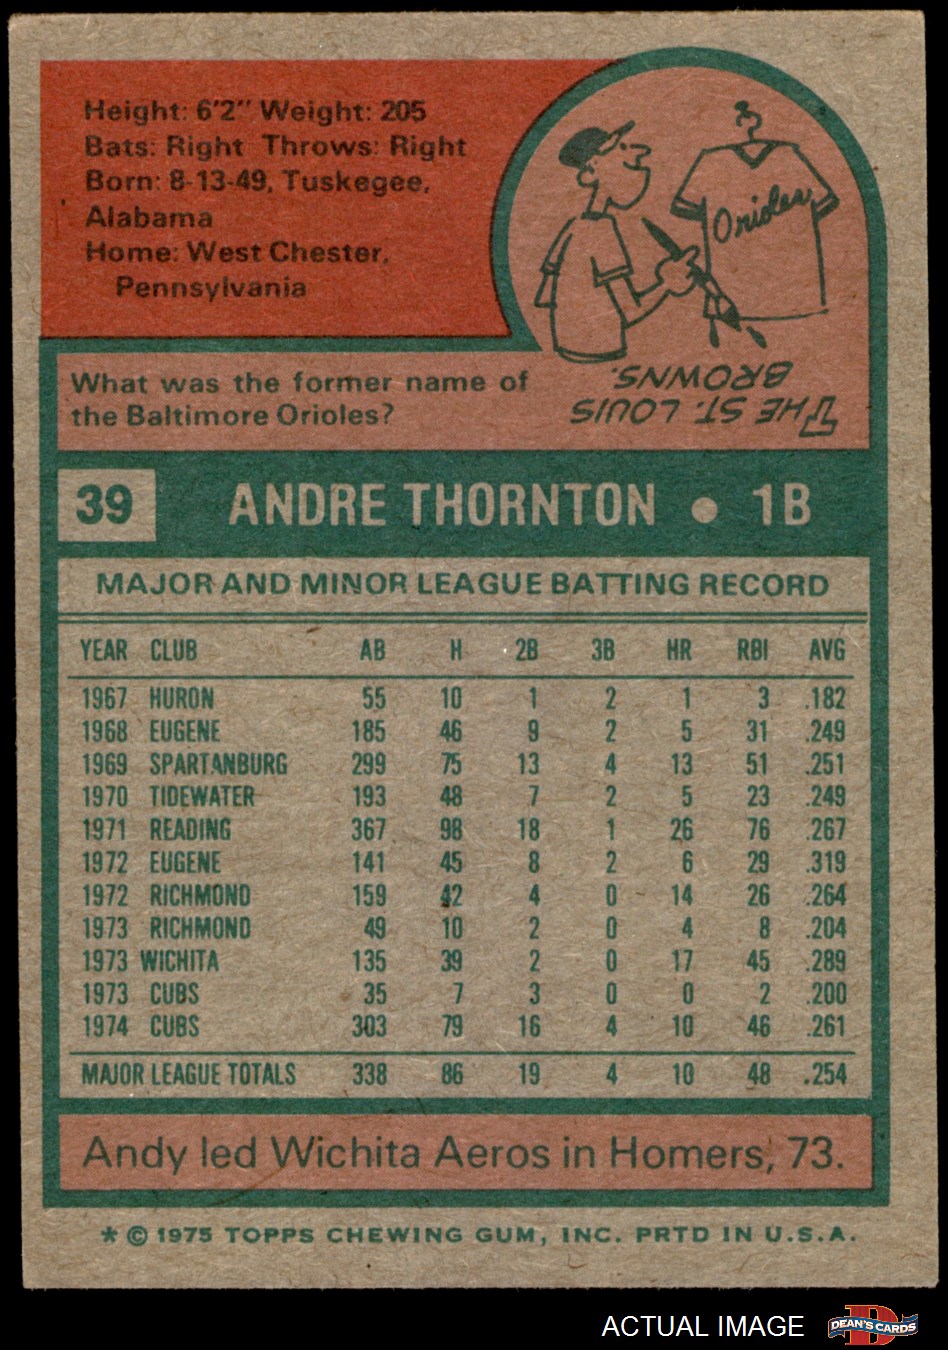 Height: 6'2" Weight: 205
Bats: Right Throws: Right
Born: 8-13-49, Tuskegee,
Alabama
Home: West Chester,
Pennsylvania
Orioles
What was the former name of
the Baltimore Orioles?
THE ST. LOUIS
BROWNS.
39 ANDRE THORNTON • 1B
MAJOR AND MINOR LEAGUE BATTING RECORD
YEAR CLUB AB H 2B 3B HR RBI AVG
1967 HURON 55 10 1 2 1 3 .182
1968 EUGENE 185 46 9 2 5 31 .249
1969 SPARTANBURG 299 75 13 4 13 51 .251
1970 TIDEWATER 193 48 7 2 5 23 .249
1971 READING 367 98 18 1 26 76 .267
1972 EUGENE 141 45 8 2 6 29 .319
1972 RICHMOND 159 42 4 0 14 26 .264
1973 RICHMOND 49 10 2 0 4 8 .204
1973 WICHITA 135 39 2 0 17 45 .289
1973 CUBS 35 7 3 0 0 2 .200
1974 CUBS 303 79 16 4 10 46 .261
MAJOR LEAGUE TOTALS 338 86 19 4 10 48 .254
Andy led Wichita Aeros in Homers, 73.
* © 1975 TOPPS CHEWING GUM, INC. PRTD IN U.S.A.
ACTUAL IMAGE
D
DEAN'S CARDS